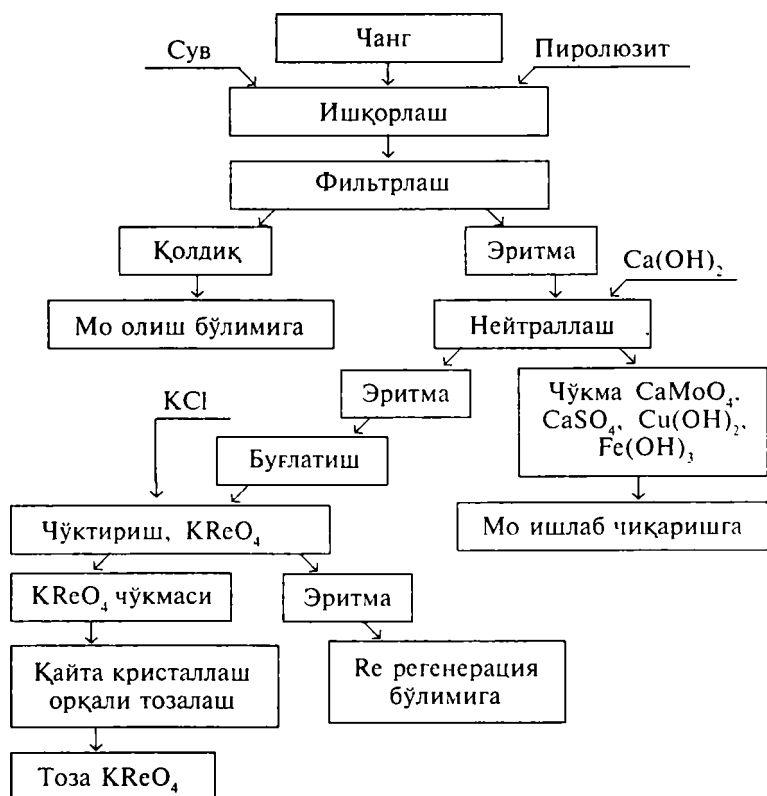 Чанг
Сув
Пиролюзит
Ишқорлаш
Фильтрлаш
Қолдиқ
Эритма
Ca(OH)₂
Мо олиш бўлимига
Нейтраллаш
Эритма
Чўкма CaMoO₄.
CaSO₄, Cu(OH)₂,
Fe(OH)₃
KCl
Буғлатиш
Мо ишлаб чиқаришга
Чўктириш, KReO₄
KReO₄ чўкмаси
Эритма
Қайта кристаллаш
орқали тозалаш
Re регенерация
бўлимига
Тоза KReO₄